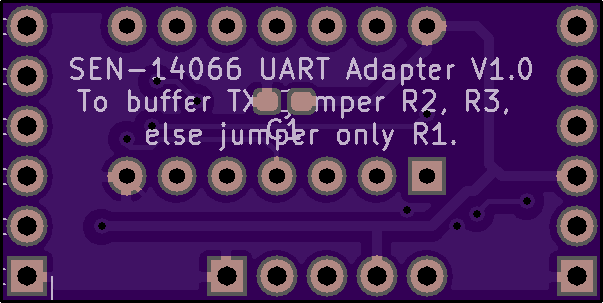 SEN-14066 UART Adapter V1.0
To buffer TX, jumper R2, R3,
C1
else jumper only R1.